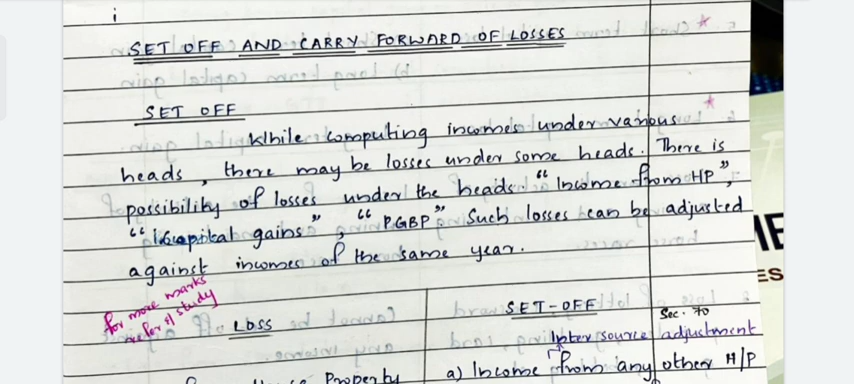 SET OFF AND CARRY FORWARD OF LOSSES
SET OFF
While computing incomes under various
heads, there may be losses under some heads. There is
possibility of losses under the heads. "Income from HP",
"Capital gains", "PGBP" Such losses can be adjusted
against incomes of the same year.
for more marks
refer & study
LOSS
SET-OFF
Sec. 70
Inter source adjustment
Property
a) Income from any other H/P